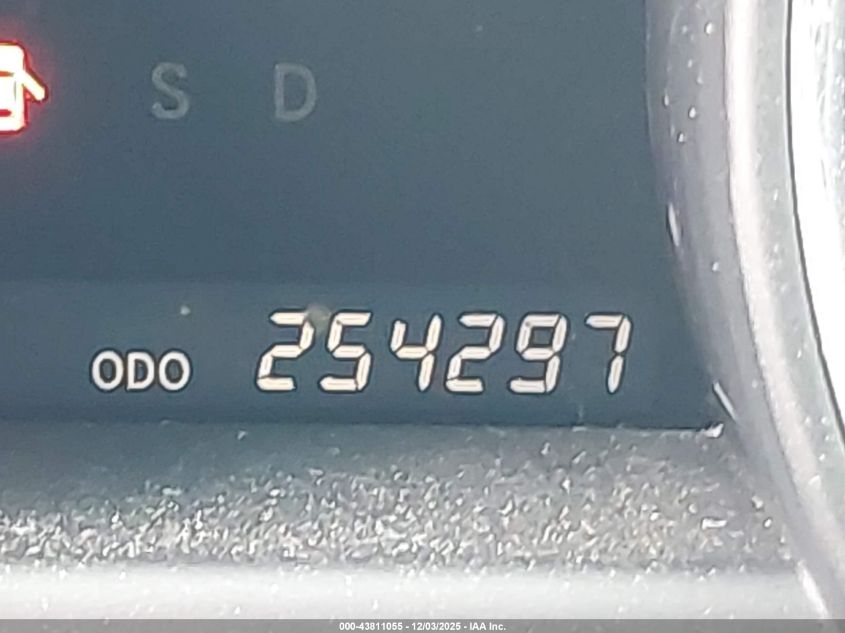 S D
ODO 254297
000-43811055 - 12/03/2025 - IAA Inc.